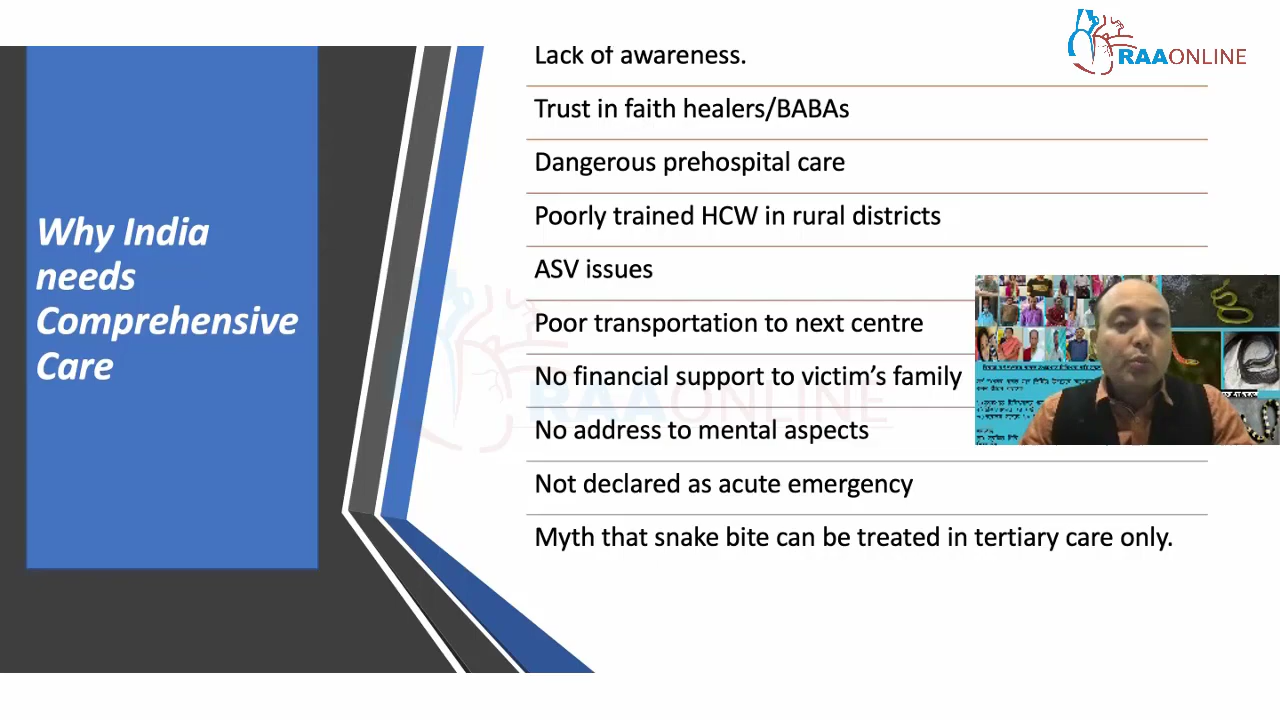 RAAONLINE
Why India
needs
Comprehensive
Care
Lack of awareness.
Trust in faith healers/BABAs
Dangerous prehospital care
Poorly trained HCW in rural districts
ASV issues
Poor transportation to next centre
No financial support to victim's family
No address to mental aspects
Not declared as acute emergency
Myth that snake bite can be treated in tertiary care only.
RAAONLINE